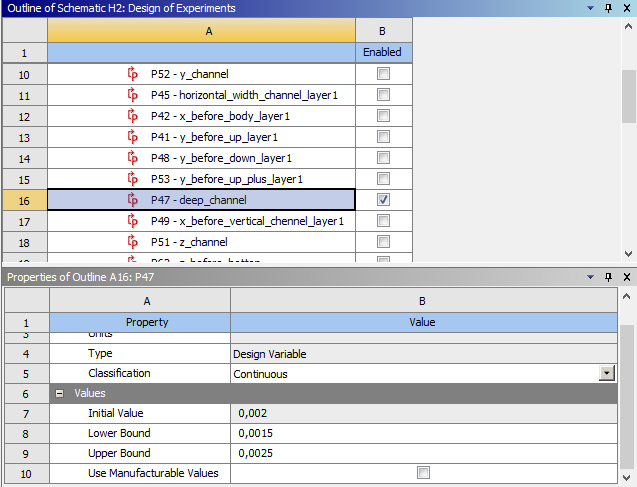 Outline of Schematic H2: Design of Experiments
A B
1 Enabled
10 P52 - y_channel
11 P45 - horizontal_width_channel_layer1
12 P42 - x_before_body_layer1
13 P41 - y_before_up_layer1
14 P48 - y_before_down_layer1
15 P53 - y_before_up_plus_layer1
16 P47 - deep_channel
17 P49 - x_before_vertical_chennel_layer1
18 P51 - z_channel
Properties of Outline A16: P47
A B
1 Property Value
3 Units
4 Type Design Variable
5 Classification Continuous
6 Values
7 Initial Value 0,002
8 Lower Bound 0,0015
9 Upper Bound 0,0025
10 Use Manufacturable Values